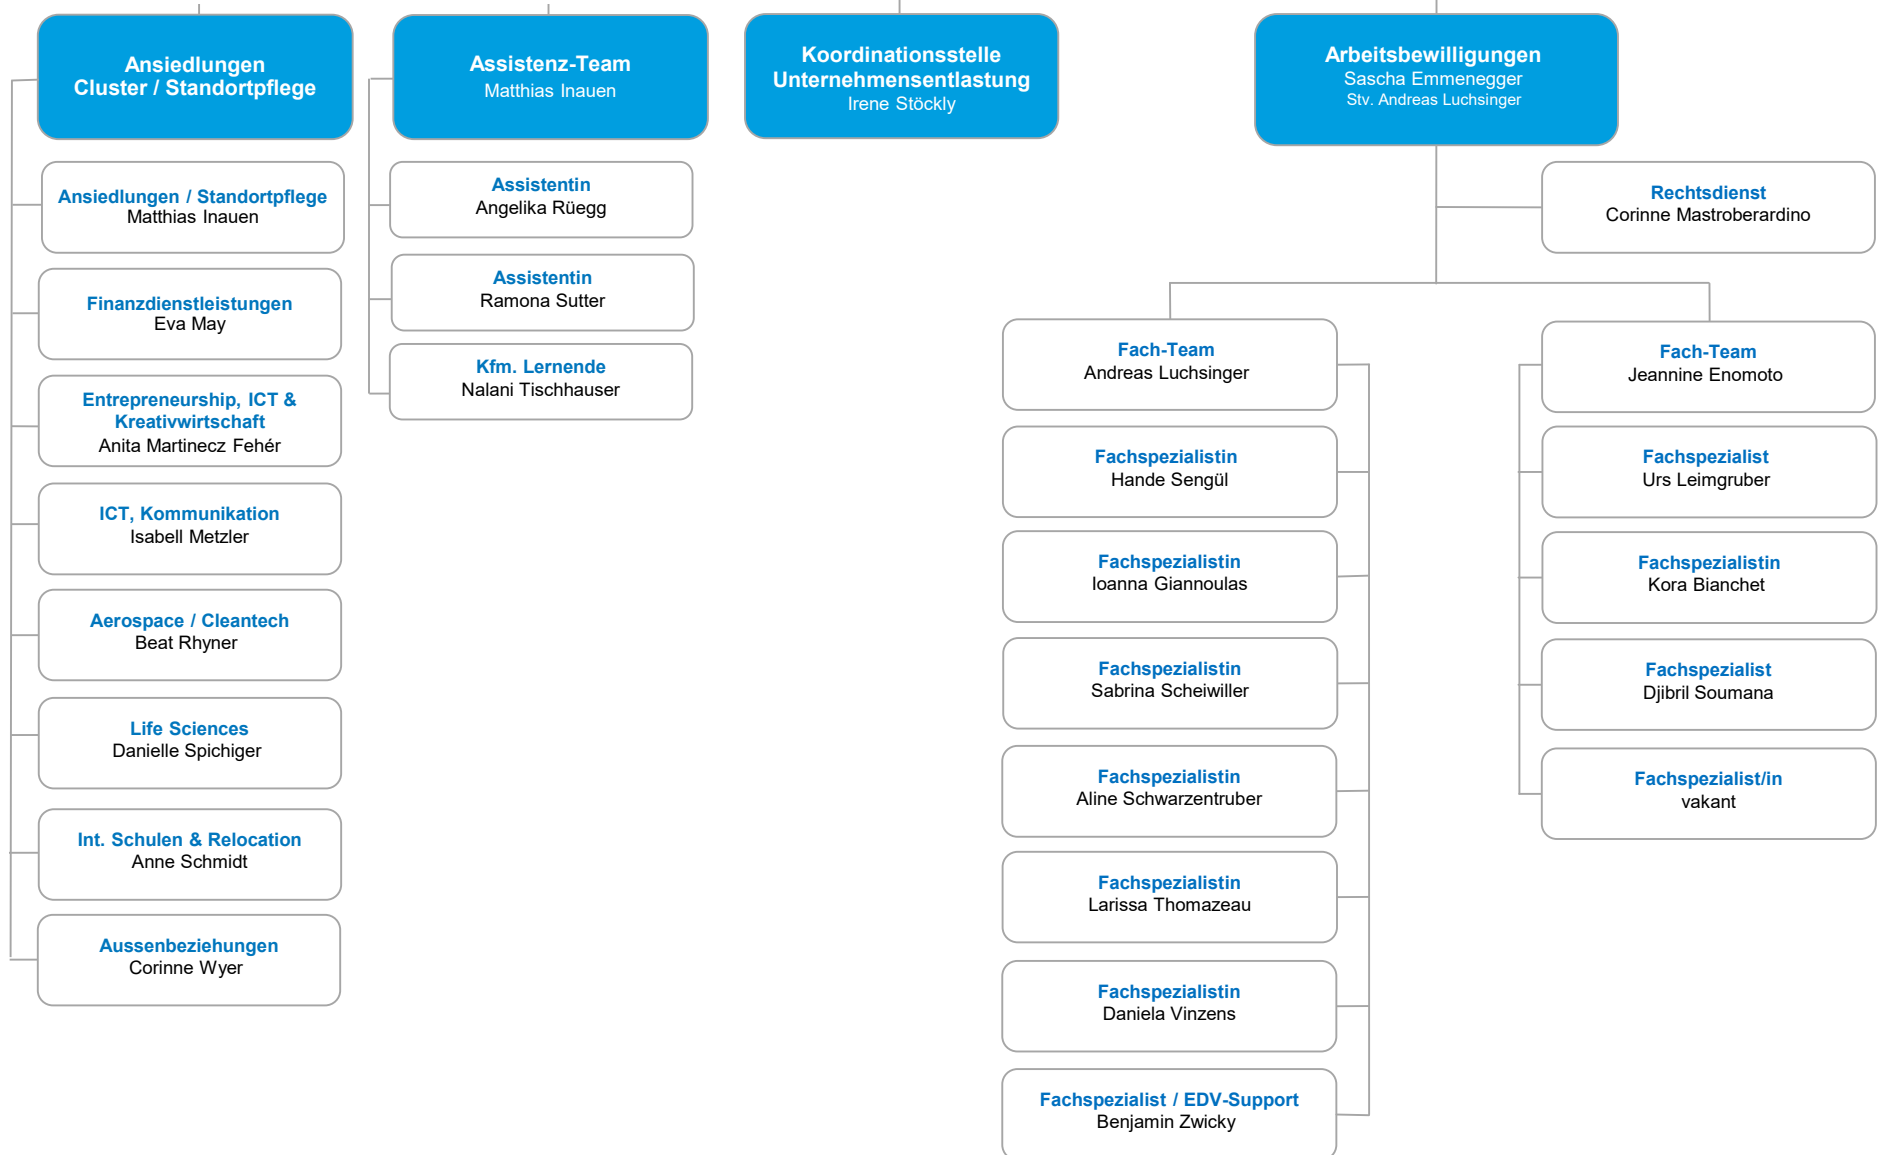 Ansiedlungen
Cluster / Standortpflege
Ansiedlungen / Standortpflege
Matthias Inauen
Finanzdienstleistungen
Eva May
Entrepreneurship, ICT &
Kreativwirtschaft
Anita Martinecz Fehér
ICT, Kommunikation
Isabell Metzler
Aerospace / Cleantech
Beat Rhyner
Life Sciences
Danielle Spichiger
Int. Schulen & Relocation
Anne Schmidt
Aussenbeziehungen
Corinne Wyer
Assistenz-Team
Matthias Inauen
Assistentin
Angelika Rüegg
Assistentin
Ramona Sutter
Kfm. Lernende
Nalani Tischhauser
Koordinationsstelle
Unternehmensentlastung
Irene Stöckly
Arbeitsbewilligungen
Sascha Emmenegger
Stv. Andreas Luchsinger
Rechtsdienst
Corinne Mastroberardino
Fach-Team
Andreas Luchsinger
Fachspezialistin
Hande Sengül
Fachspezialistin
Ioanna Giannoulas
Fachspezialistin
Sabrina Scheiwiller
Fachspezialistin
Aline Schwarzentruber
Fachspezialistin
Larissa Thomazeau
Fachspezialistin
Daniela Vinzens
Fachspezialist / EDV-Support
Benjamin Zwicky
Fach-Team
Jeannine Enomoto
Fachspezialist
Urs Leimgruber
Fachspezialistin
Kora Bianchet
Fachspezialist
Djibril Soumana
Fachspezialist/in
vakant